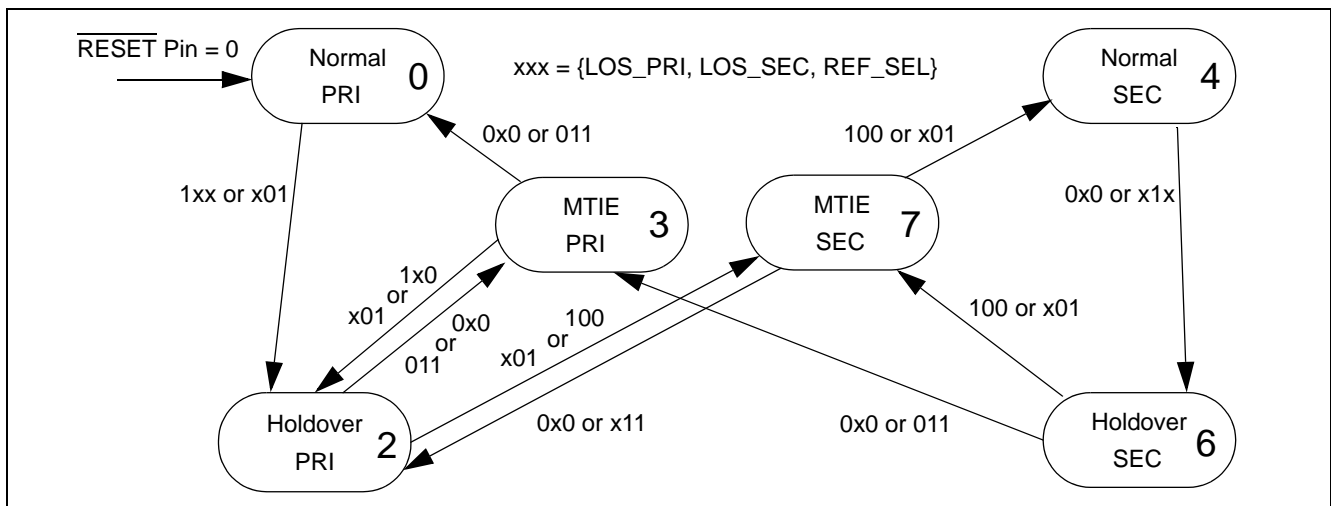 RESET Pin = 0
Normal
PRI
0
xxx = {LOS_PRI, LOS_SEC, REF_SEL}
Normal
SEC
4
0x0 or 011
100 or x01
1xx or x01
MTIE
PRI
3
MTIE
SEC
7
0x0 or x1x
x01 or 1x0
011 or 0x0
x01 or 100
100 or x01
Holdover
PRI
2
0x0 or x11
0x0 or 011
Holdover
SEC
6